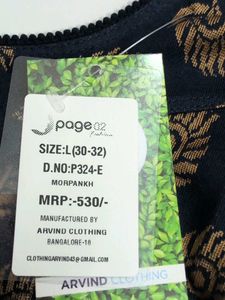 page 02
fashion
SIZE:L(30-32)
D.NO:P324-E
MORPANKH
MRP:-530/-
MANUFACTURED BY
ARVIND CLOTHING
BANGALORE-18
CLOTHINGARVIND43@GMAIL.COM
ARVIND CLOTHING